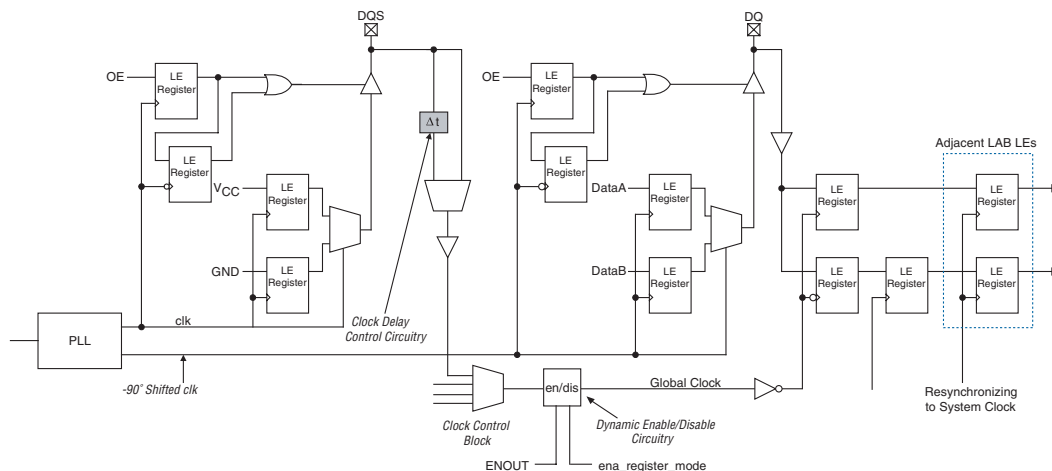 DQS
DQ
OE
LE
Register
OE
LE
Register
Δt
Adjacent LAB LEs
LE
Register
LE
Register
VCC
LE
Register
DataA
LE
Register
LE
Register
LE
Register
GND
LE
Register
DataB
LE
Register
LE
Register
LE
Register
LE
Register
clk
Clock Delay
Control Circuitry
PLL
-90° Shifted clk
en/dis
Global Clock
Resynchronizing
to System Clock
Clock Control
Block
Dynamic Enable/Disable
Circuitry
ENOUT
ena_register_mode